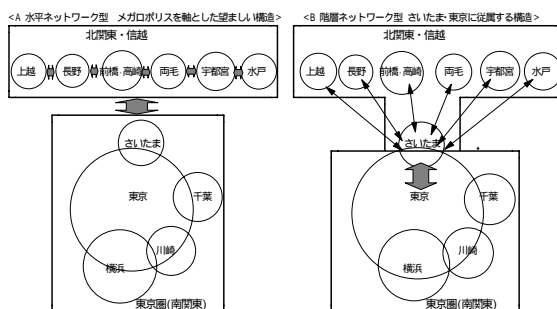 <A 水平ネットワーク型 メガロポリスを軸とした望ましい構造>
北関東・信越
上越 長野 前橋・高崎 両毛 宇都宮 水戸
さいたま
東京
千葉
川崎
横浜
東京圏(南関東)
<B 階層ネットワーク型 さいたま・東京に従属する構造>
北関東・信越
上越 長野 前橋・高崎 両毛 宇都宮 水戸
さいたま
東京
千葉
川崎
横浜
東京圏(南関東)